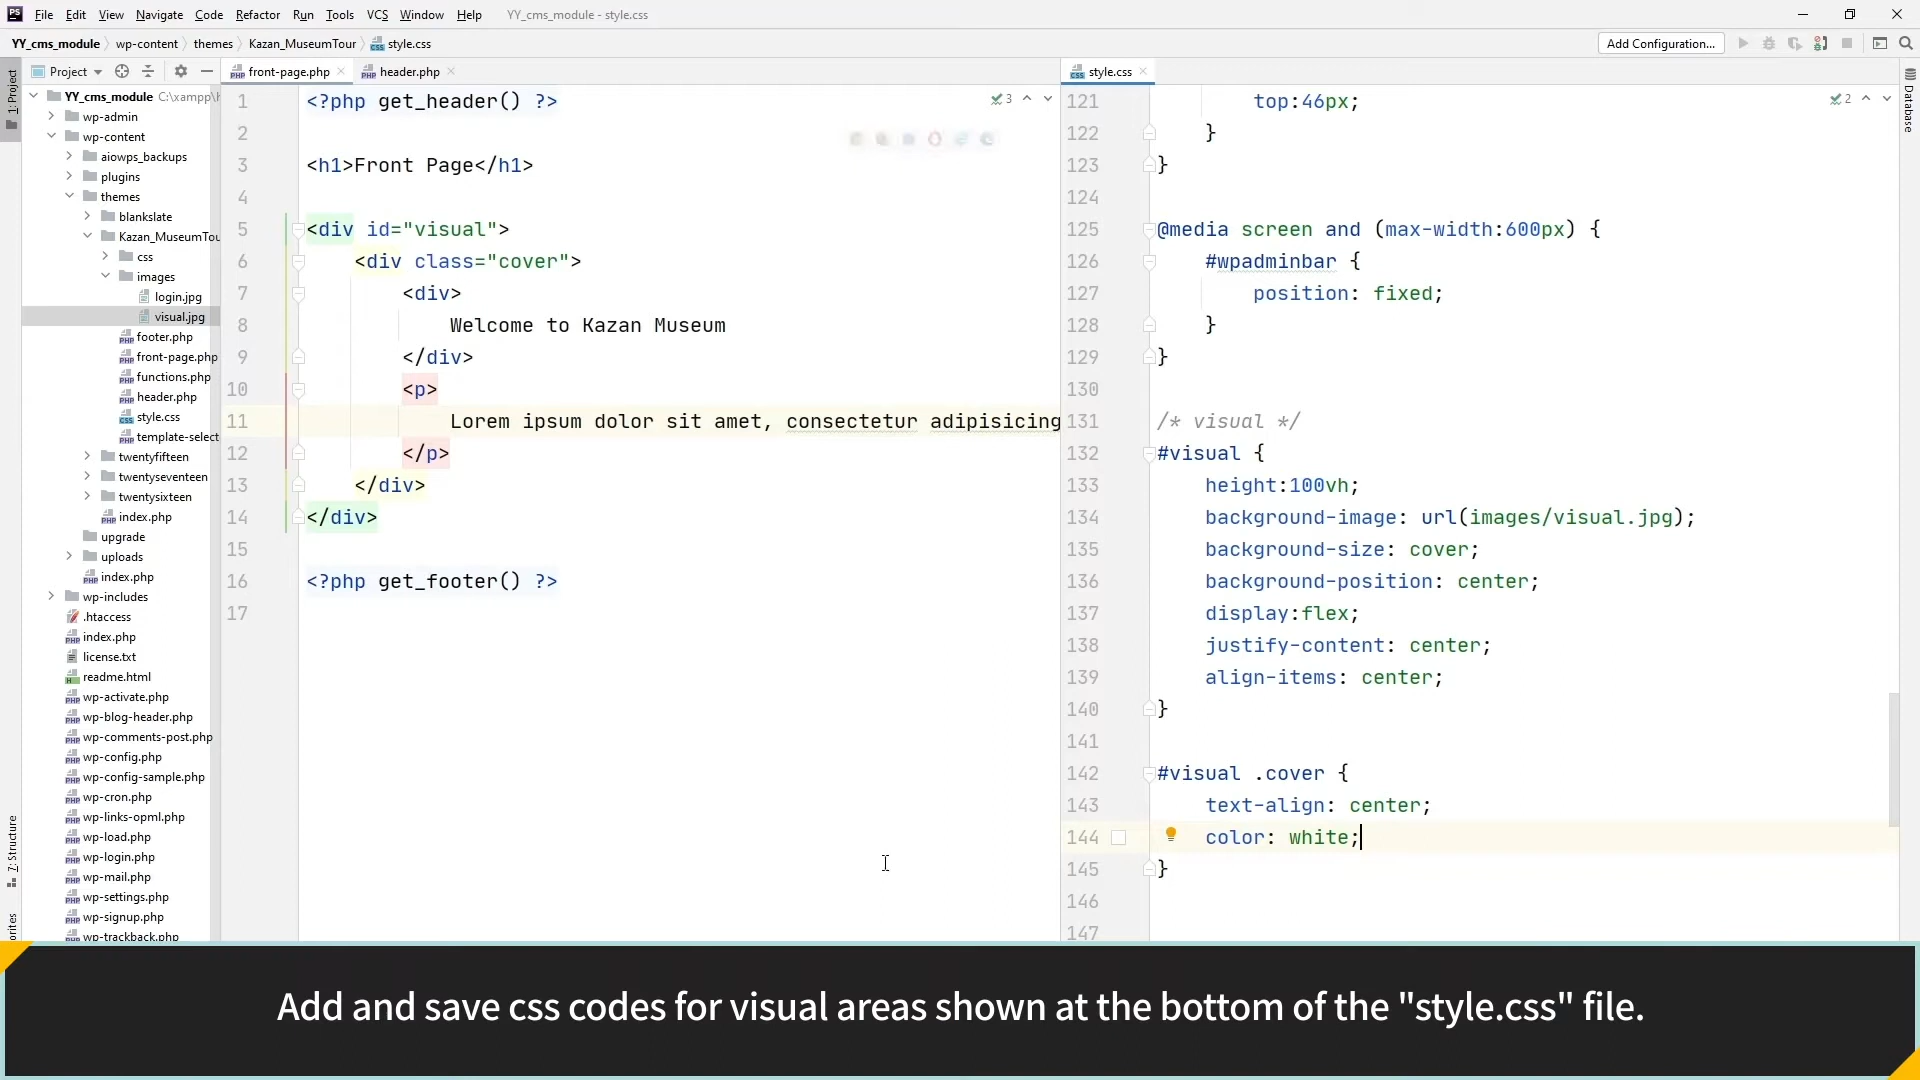 File Edit View Navigate Code Refactor Run Tools VCS Window Help YY_cms_module - style.css
YY_cms_module wp-content themes Kazan_MuseumTour style.css
Add Configuration...
Project
front-page.php
header.php
style.css
1: Project
YY_cms_module C:\xampp\h
wp-admin
wp-content
aiowps_backups
plugins
themes
blankslate
Kazan_MuseumTou
css
images
login.jpg
visual.jpg
footer.php
front-page.php
functions.php
header.php
style.css
template-select
twentyfifteen
twentyseventeen
twentysixteen
index.php
upgrade
uploads
index.php
wp-includes
.htaccess
index.php
license.txt
readme.html
wp-activate.php
wp-blog-header.php
wp-comments-post.php
wp-config.php
wp-config-sample.php
wp-cron.php
wp-links-opml.php
wp-load.php
wp-login.php
wp-mail.php
wp-settings.php
wp-signup.php
wp-trackback.php
7: Structure
orites
1 <?php get_header() ?>
3
2
3 <h1>Front Page</h1>
4
5 <div id="visual">
6 <div class="cover">
7 <div>
8 Welcome to Kazan Museum
9 </div>
10 <p>
11 Lorem ipsum dolor sit amet, consectetur adipisicing
12 </p>
13 </div>
14 </div>
15
16 <?php get_footer() ?>
17
121 top:46px;
2
122 }
123 }
124
125 @media screen and (max-width:600px) {
126 #wpadminbar {
127 position: fixed;
128 }
129 }
130
131 /* visual */
132 #visual {
133 height:100vh;
134 background-image: url(images/visual.jpg);
135 background-size: cover;
136 background-position: center;
137 display:flex;
138 justify-content: center;
139 align-items: center;
140 }
141
142 #visual .cover {
143 text-align: center;
144 color: white;
145 }
146
147
Database
Add and save css codes for visual areas shown at the bottom of the "style.css" file.